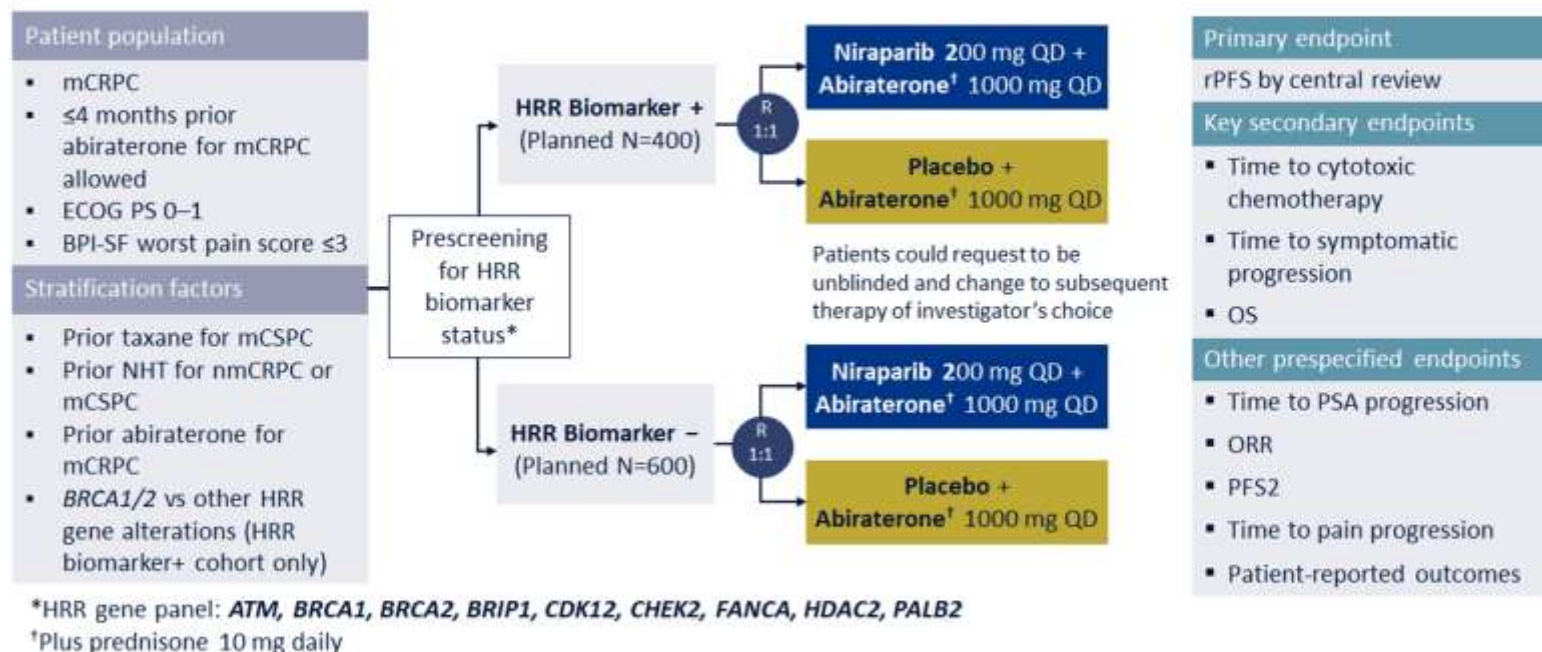 Patient population
▪ mCRPC
▪ ≤4 months prior
abiraterone for mCRPC
allowed
▪ ECOG PS 0–1
▪ BPI-SF worst pain score ≤3
Stratification factors
▪ Prior taxane for mCSPC
▪ Prior NHT for nmCRPC or
mCSPC
▪ Prior abiraterone for
mCRPC
▪ BRCA1/2 vs other HRR
gene alterations (HRR
biomarker+ cohort only)
Prescreening
for HRR
biomarker
status*
HRR Biomarker +
(Planned N=400)
R
1:1
Niraparib 200 mg QD +
Abiraterone† 1000 mg QD
Placebo +
Abiraterone† 1000 mg QD
Patients could request to be
unblinded and change to subsequent
therapy of investigator’s choice
HRR Biomarker –
(Planned N=600)
R
1:1
Niraparib 200 mg QD +
Abiraterone† 1000 mg QD
Placebo +
Abiraterone† 1000 mg QD
Primary endpoint
rPFS by central review
Key secondary endpoints
▪ Time to cytotoxic
chemotherapy
▪ Time to symptomatic
progression
▪ OS
Other prespecified endpoints
▪ Time to PSA progression
▪ ORR
▪ PFS2
▪ Time to pain progression
▪ Patient-reported outcomes
*HRR gene panel: ATM, BRCA1, BRCA2, BRIP1, CDK12, CHEK2, FANCA, HDAC2, PALB2
†Plus prednisone 10 mg daily